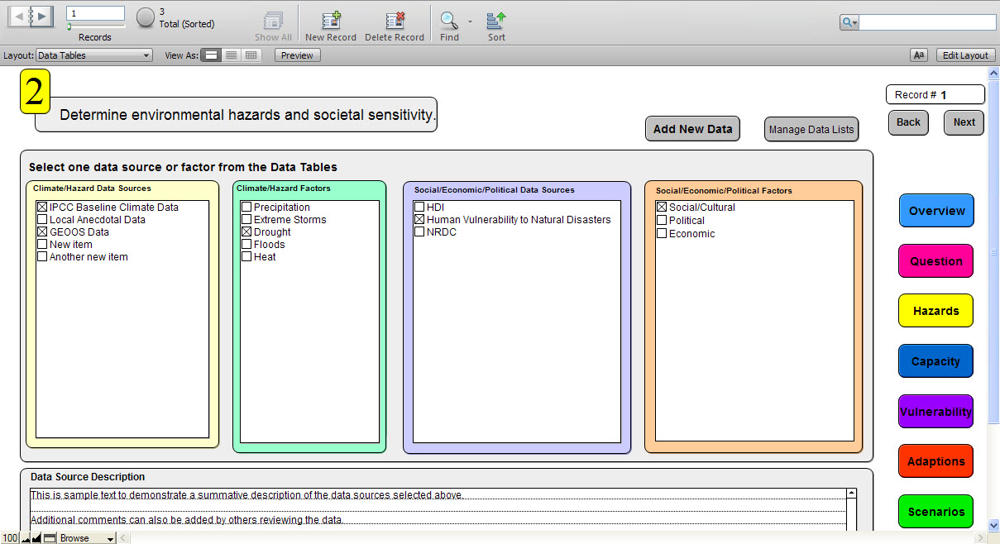 1
Records
3
Total (Sorted)
Show All
New Record
Delete Record
Find
Sort
Layout: Data Tables
View As:
Preview
Aa
Edit Layout
2
Determine environmental hazards and societal sensitivity.
Record # 1
Add New Data
Manage Data Lists
Back
Next
Select one data source or factor from the Data Tables
Climate/Hazard Data Sources
IPCC Baseline Climate Data
Local Anecdotal Data
GEOOS Data
New item
Another new item
Climate/Hazard Factors
Precipitation
Extreme Storms
Drought
Floods
Heat
Social/Economic/Political Data Sources
HDI
Human Vulnerability to Natural Disasters
NRDC
Social/Economic/Political Factors
Social/Cultural
Political
Economic
Overview
Question
Hazards
Capacity
Vulnerability
Adaptions
Scenarios
Data Source Description
This is sample text to demonstrate a summative description of the data sources selected above.
Additional comments can also be added by others reviewing the data.
100
Browse